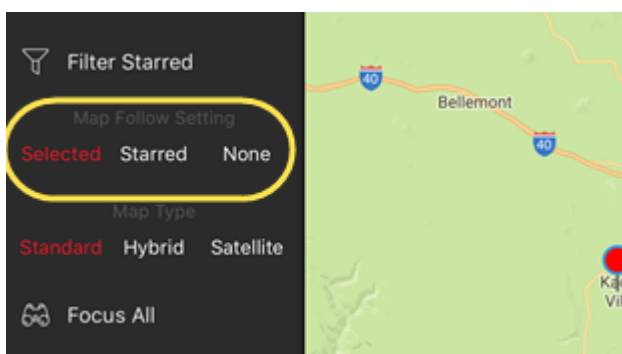 Filter Starred
Map Follow Setting
Selected Starred None
Map Type
Standard Hybrid Satellite
Focus All
40
Bellemont
40